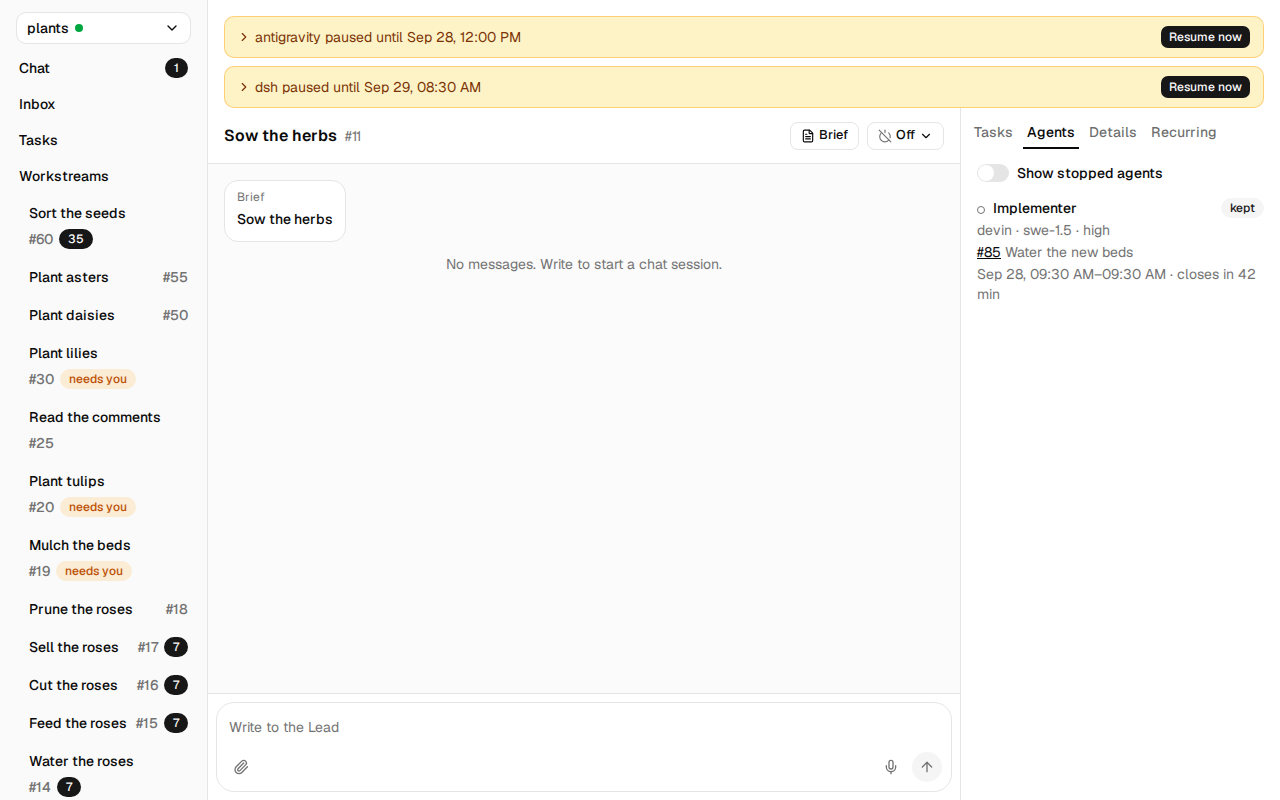 plants
Chat 1
Inbox
Tasks
Workstreams
Sort the seeds
#60 35
Plant asters #55
Plant daisies #50
Plant lilies
#30 needs you
Read the comments
#25
Plant tulips
#20 needs you
Mulch the beds
#19 needs you
Prune the roses #18
Sell the roses #17 7
Cut the roses #16 7
Feed the roses #15 7
Water the roses
#14 7
antigravity paused until Sep 28, 12:00 PM Resume now
dsh paused until Sep 29, 08:30 AM Resume now
Sow the herbs #11 Brief Off
Brief
Sow the herbs
No messages. Write to start a chat session.
Write to the Lead
Tasks Agents Details Recurring
Show stopped agents
Implementer kept
devin · swe-1.5 · high
#85 Water the new beds
Sep 28, 09:30 AM–09:30 AM · closes in 42
min